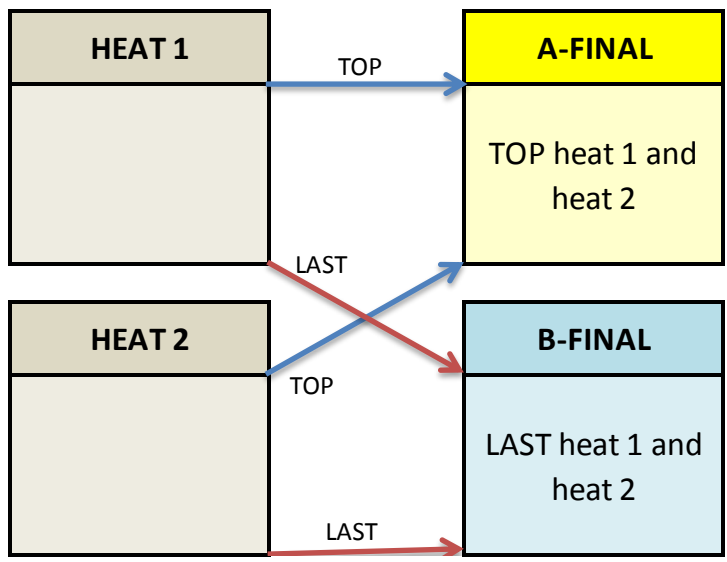 HEAT 1
TOP
A-FINAL
TOP heat 1 and
heat 2
LAST
HEAT 2
TOP
B-FINAL
LAST heat 1 and
heat 2
LAST